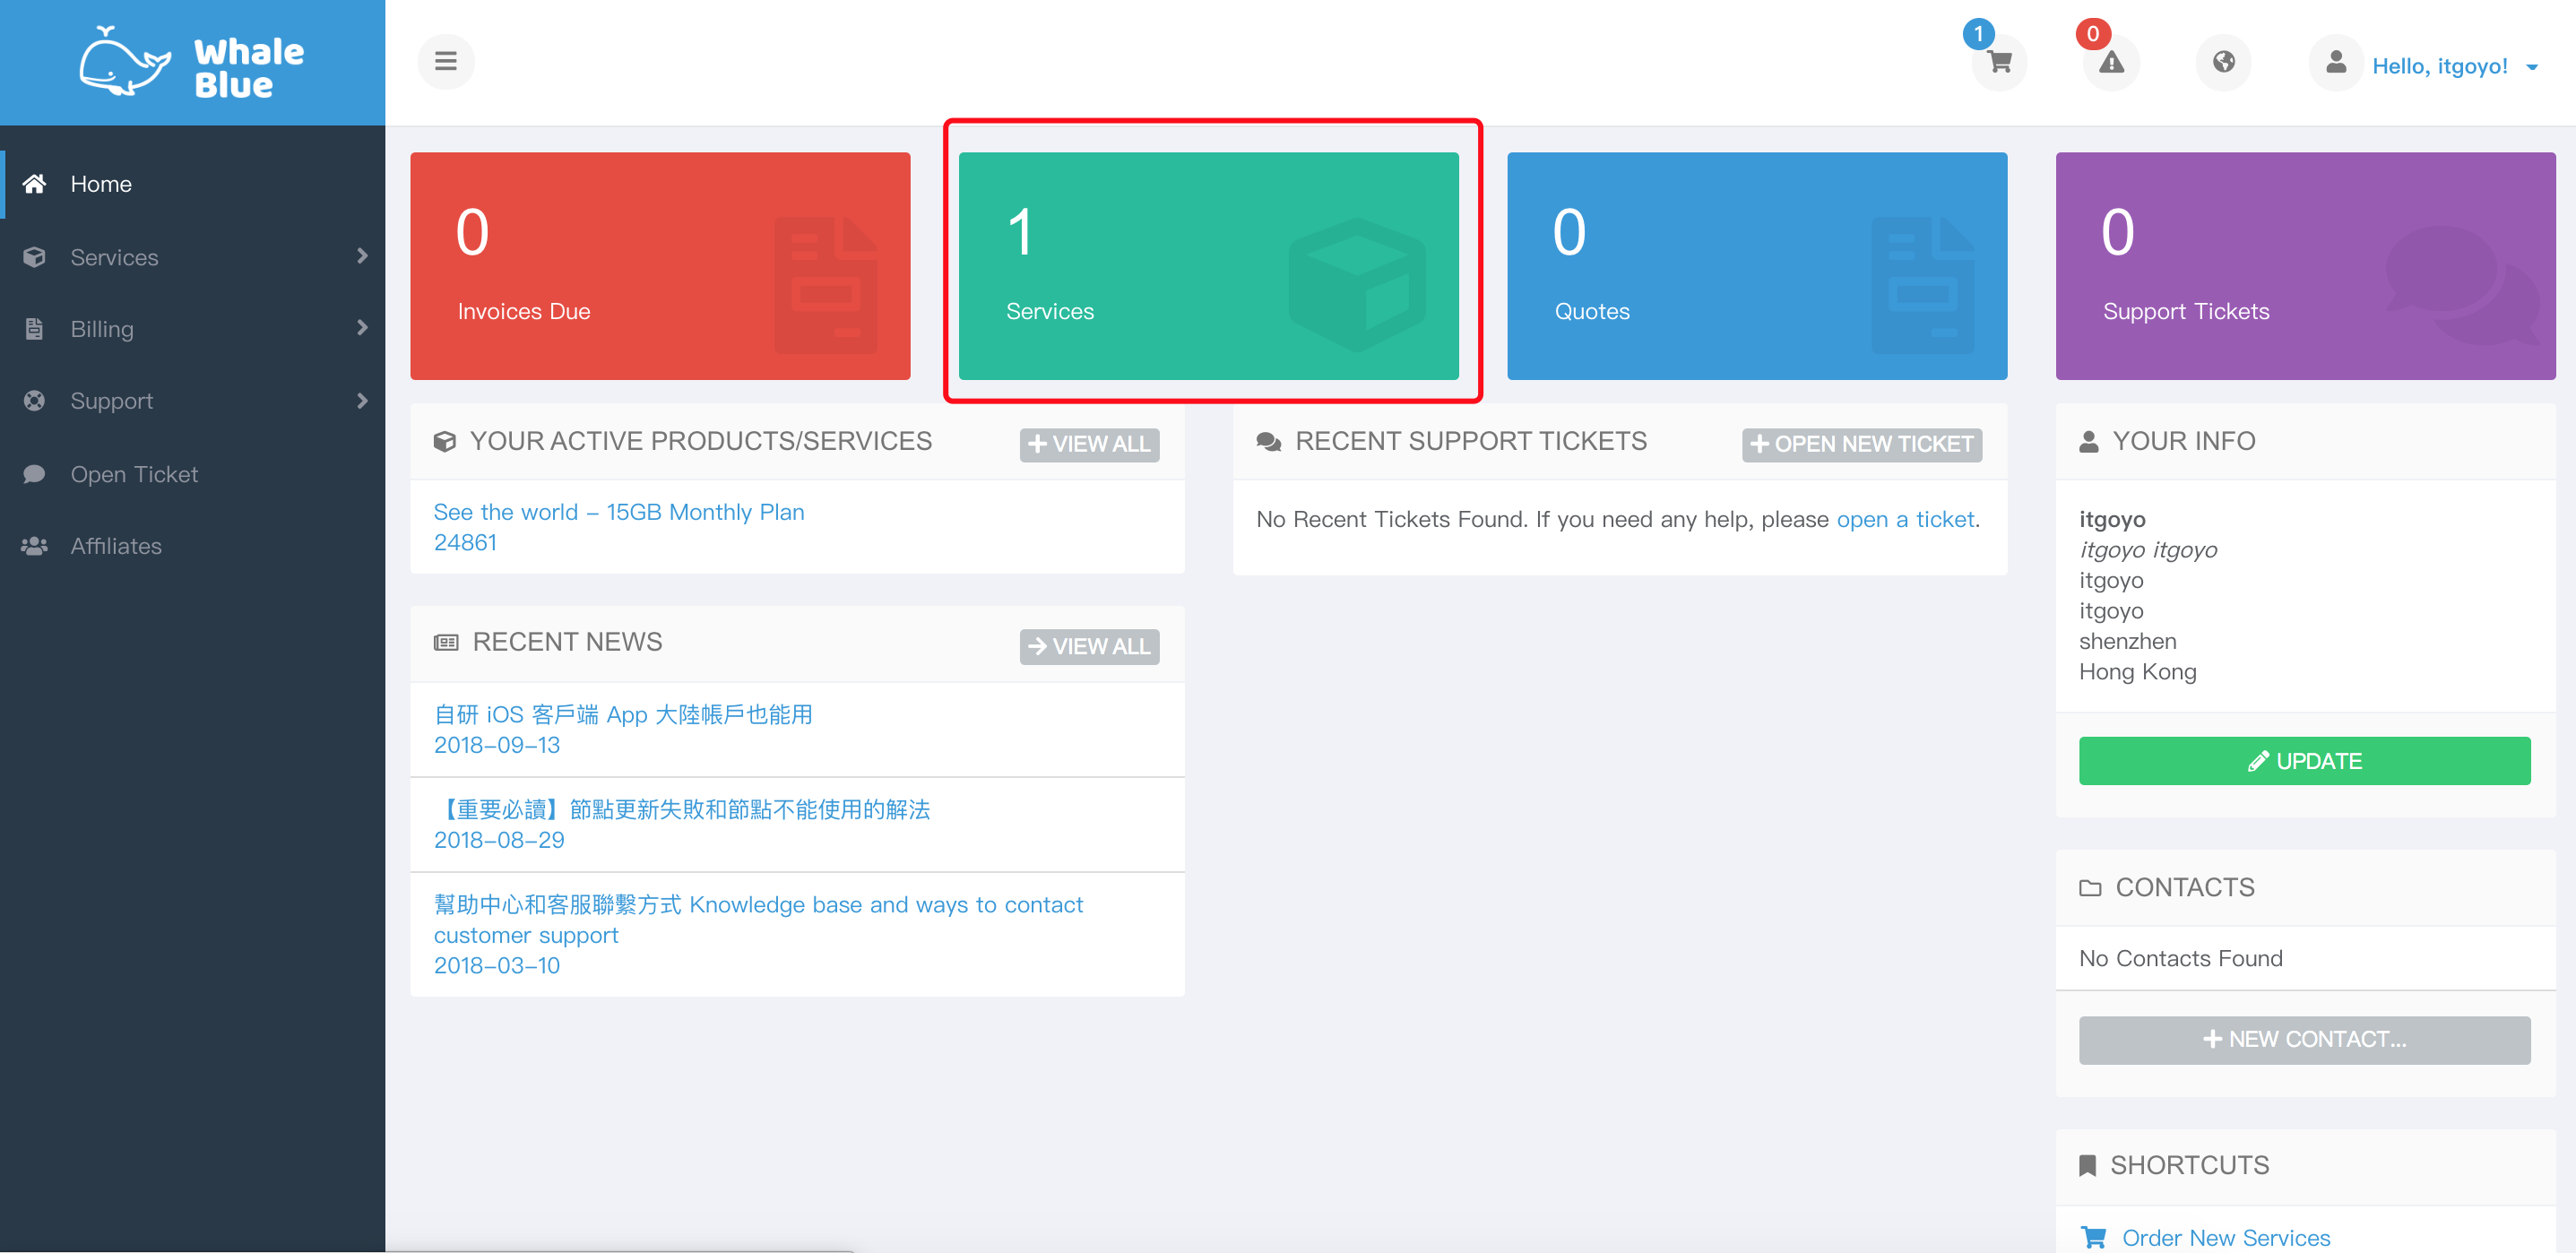 Whale
Blue
1
0
Hello, itgoyo!
Home
Services
Billing
Support
Open Ticket
Affiliates
0
Invoices Due
1
Services
0
Quotes
0
Support Tickets
YOUR ACTIVE PRODUCTS/SERVICES
VIEW ALL
See the world – 15GB Monthly Plan
24861
RECENT NEWS
VIEW ALL
自研 iOS 客戶端 App 大陸帳戶也能用
2018-09-13
【重要必讀】節點更新失敗和節點不能使用的解法
2018-08-29
幫助中心和客服聯繫方式 Knowledge base and ways to contact
customer support
2018-03-10
RECENT SUPPORT TICKETS
OPEN NEW TICKET
No Recent Tickets Found. If you need any help, please open a ticket.
YOUR INFO
itgoyo
itgoyo itgoyo
itgoyo
itgoyo
shenzhen
Hong Kong
UPDATE
CONTACTS
No Contacts Found
NEW CONTACT...
SHORTCUTS
Order New Services